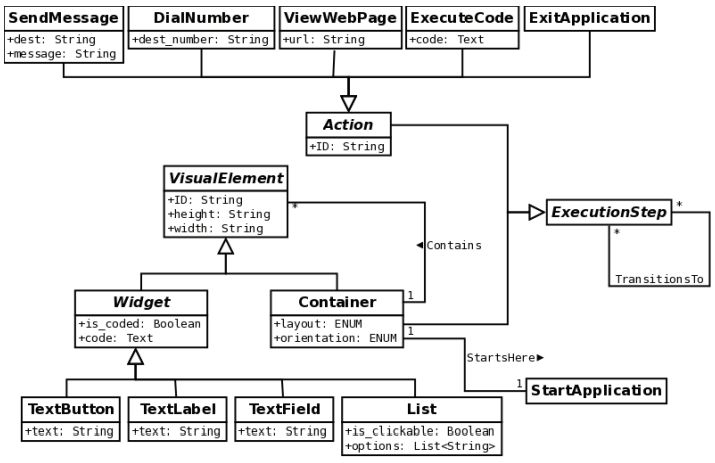 SendMessage
+dest: String
+message: String
DialNumber
+dest_number: String
ViewWebPage
+url: String
ExecuteCode
+code: Text
ExitApplication
Action
+ID: String
VisualElement
+ID: String
+height: String
+width: String
*
◀Contains
1
ExecutionStep
*
*
TransitionsTo
Widget
+is_coded: Boolean
+code: Text
Container
+layout: ENUM
+orientation: ENUM
1
StartsHere▶
1
StartApplication
TextButton
+text: String
TextLabel
+text: String
TextField
+text: String
List
+is_clickable: Boolean
+options: List<String>